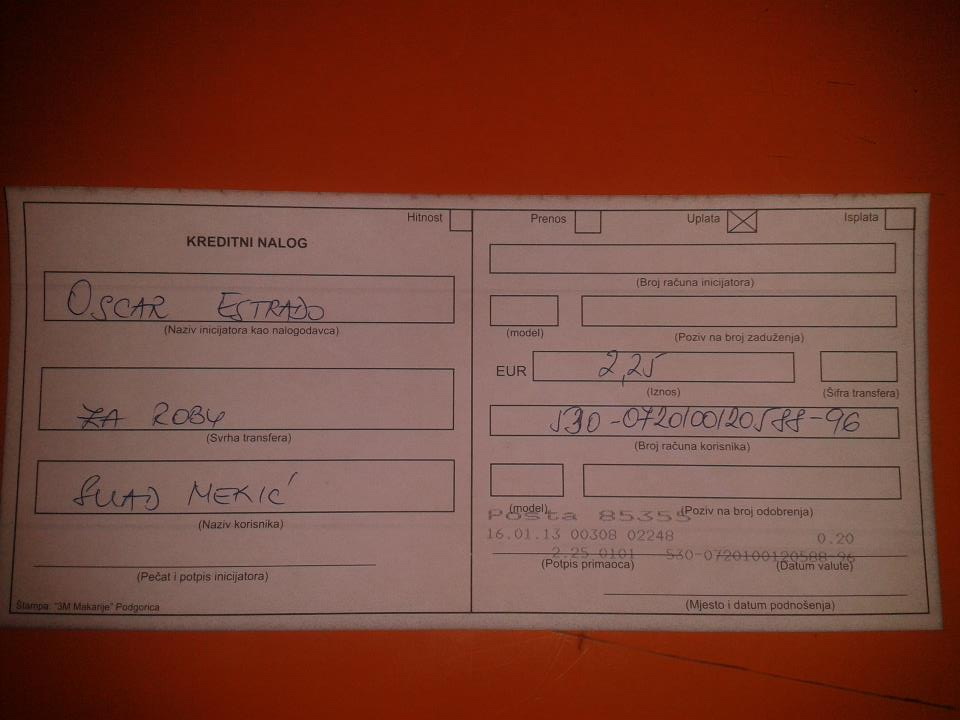 Hitnost
KREDITNI NALOG
OSCAR ESTRADO
(Naziv inicijatora kao nalogodavca)
ZA ROBU
(Svrha transfera)
SUAD MEKIĆ
(Naziv korisnika)
(Pečat i potpis inicijatora)
Štampa: "3M Makarije" Podgorica
Prenos Uplata Isplata
(Broj računa inicijatora)
(model) (Poziv na broj zaduženja)
EUR 2,25
(Iznos) (Šifra transfera)
530-0720100120588-96
(Broj računa korisnika)
(model) (Poziv na broj odobrenja)
Posta 85355
16.01.13 00308 02248 0.20
2.25 0101 530-0720100120588-96
(Potpis primaoca) (Datum valute)
(Mjesto i datum podnošenja)